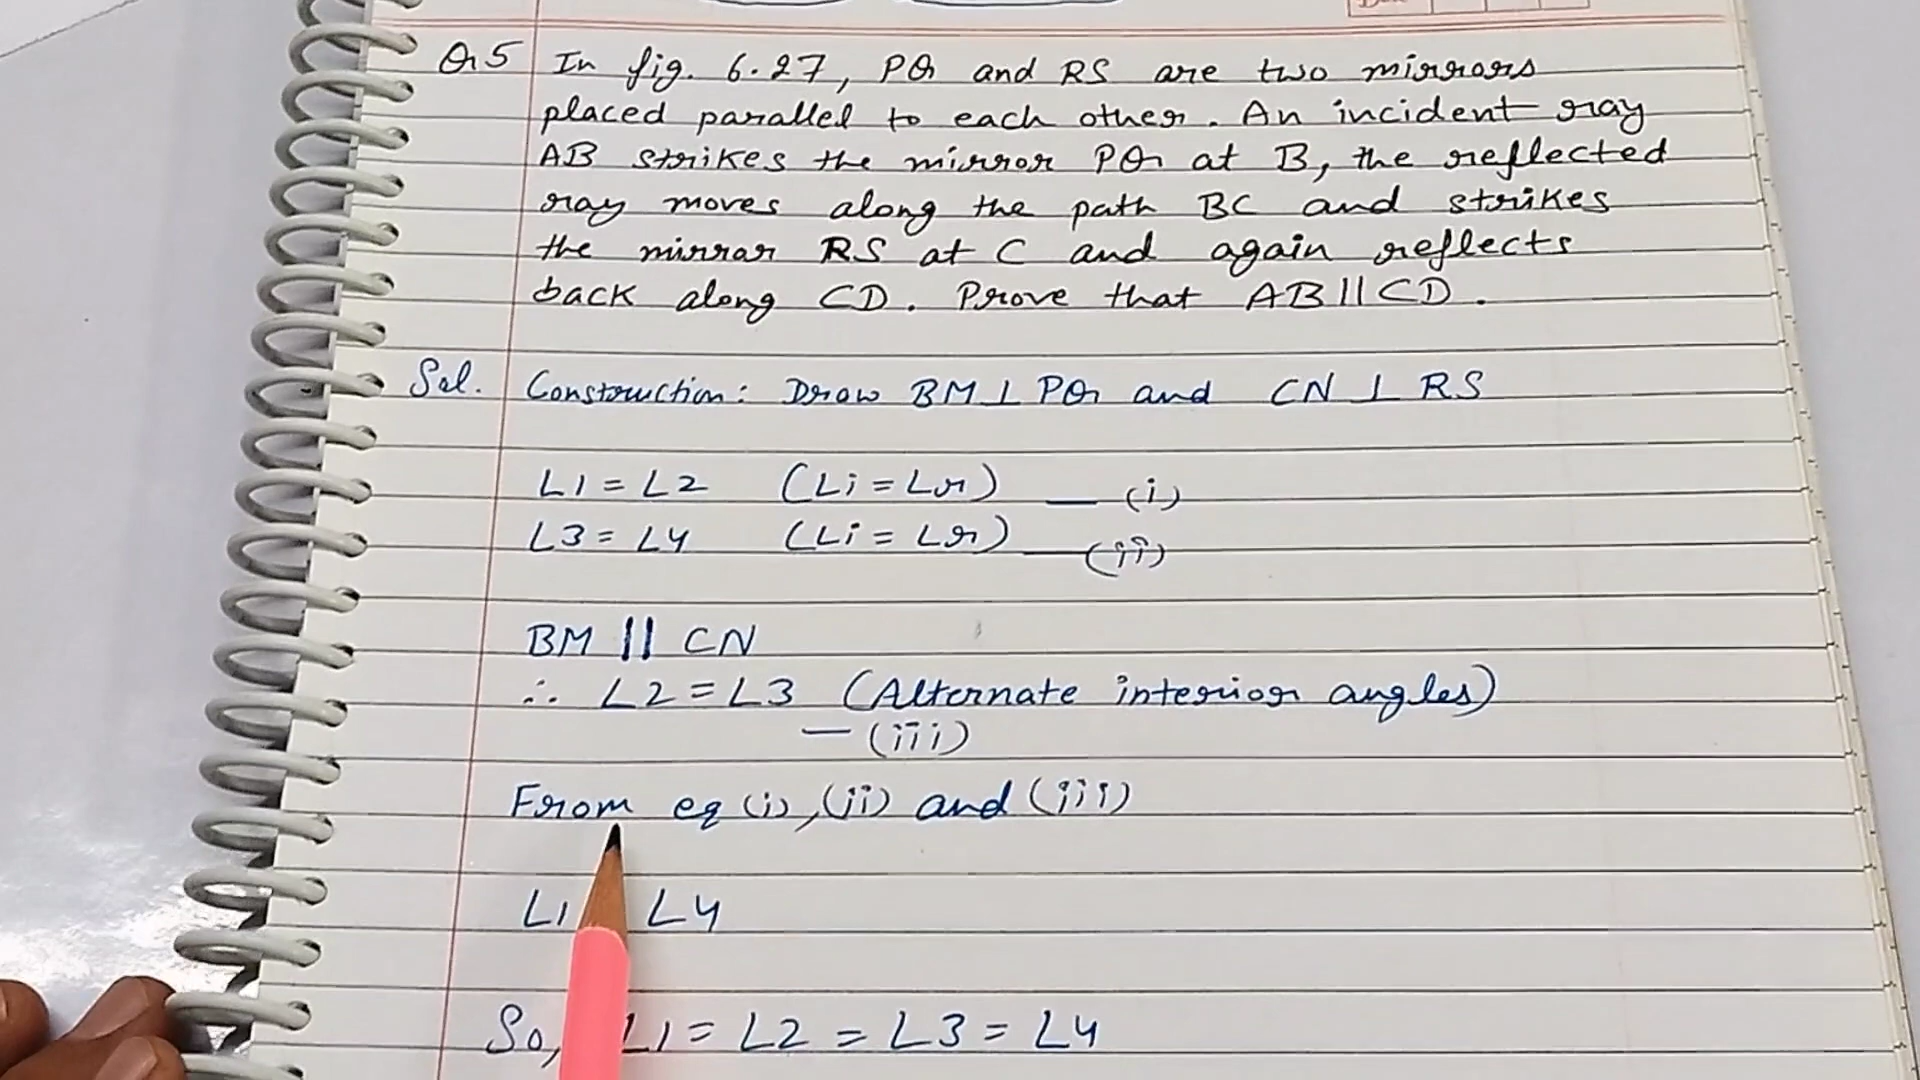 Q5 In fig. 6.27, PQ and RS are two mirrors
placed parallel to each other. An incident ray
AB strikes the mirror PQ at B, the reflected
ray moves along the path BC and strikes
the mirrar RS at C and again reflects
back along CD. Prove that AB||CD.
Sol. Construction: Draw BM ⊥ PQ and CN ⊥ RS
∠1 = ∠2 (∠i = ∠r) — (i)
∠3 = ∠4 (∠i = ∠r) — (ii)
BM || CN
∴ ∠2 = ∠3 (Alternate interior angles)
— (iii)
From eq (i), (ii) and (iii)
∠1 ∠4
So, ∠1 = ∠2 = ∠3 = ∠4